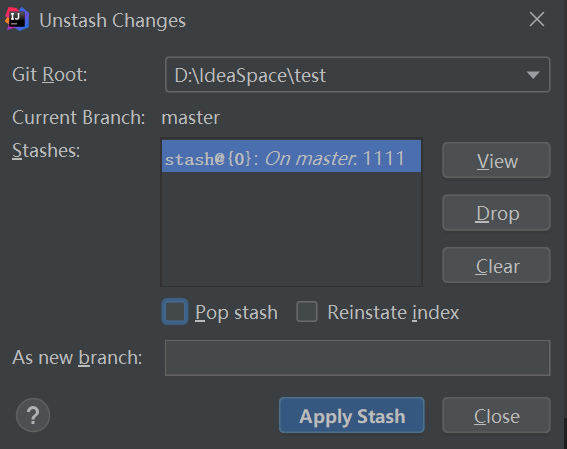 IJ
Unstash Changes
Git Root: D:\IdeaSpace\test
Current Branch: master
Stashes:
stash@{0}: On master: 1111
View
Drop
Clear
Pop stash Reinstate index
As new branch:
? Apply Stash Close